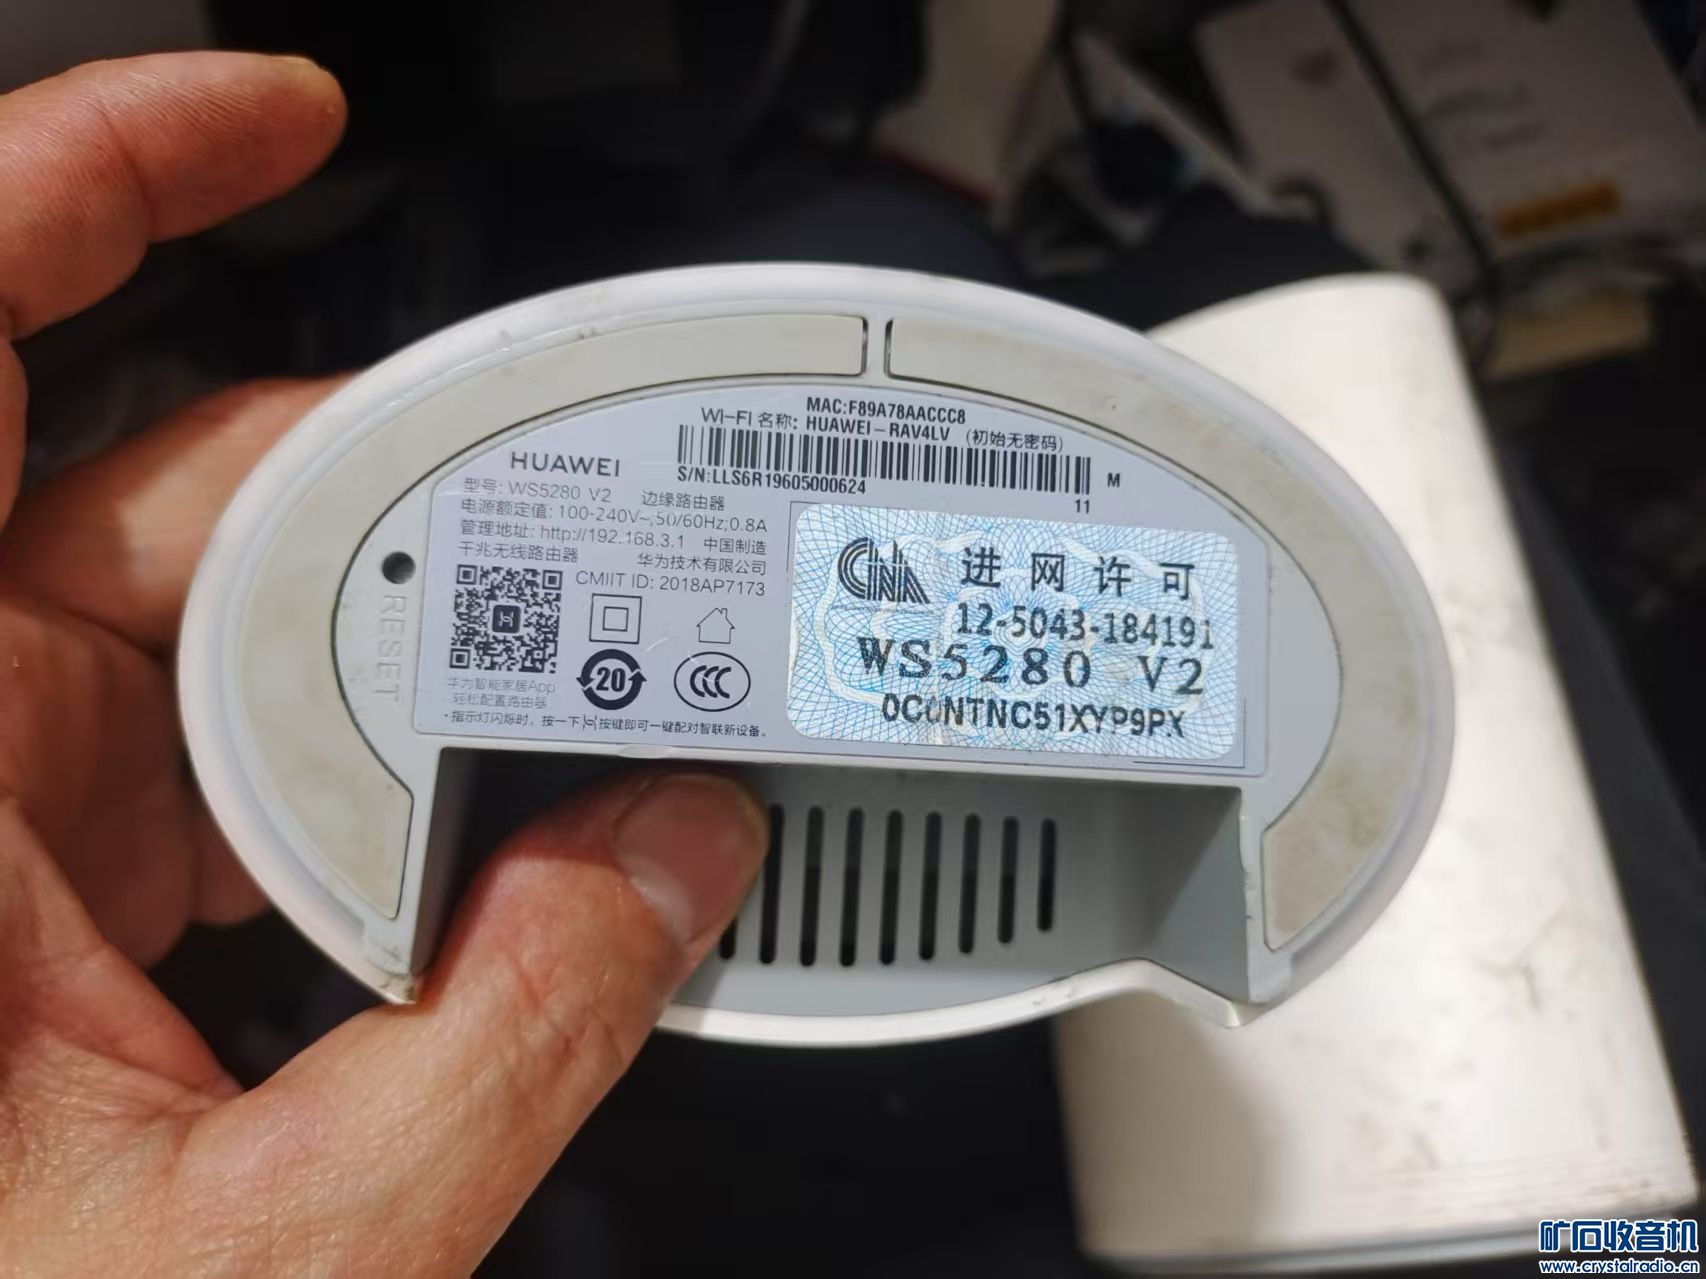 MAC:F89A78AACCC8
WI-FI 名称: HUAWEI-RAV4LV (初始无密码)
S/N:LLS6R19605000624
11
M
HUAWEI
型号: WS5280 V2 边缘路由器
电源额定值: 100-240V~,50/60Hz;0.8A
管理地址: http://192.168.3.1 中国制造
千兆无线路由器 华为技术有限公司
CMIIT ID: 2018AP7173
20
CCC
华为智能家居App
轻松配置路由器
·指示灯闪烁时,按一下按键即可一键配对智联新设备。
RESET
CNA 进网许可
12-5043-184191
WS5280 V2
0C0NTNC51XYP9PX
矿石收音机
www.crystalradio.cn